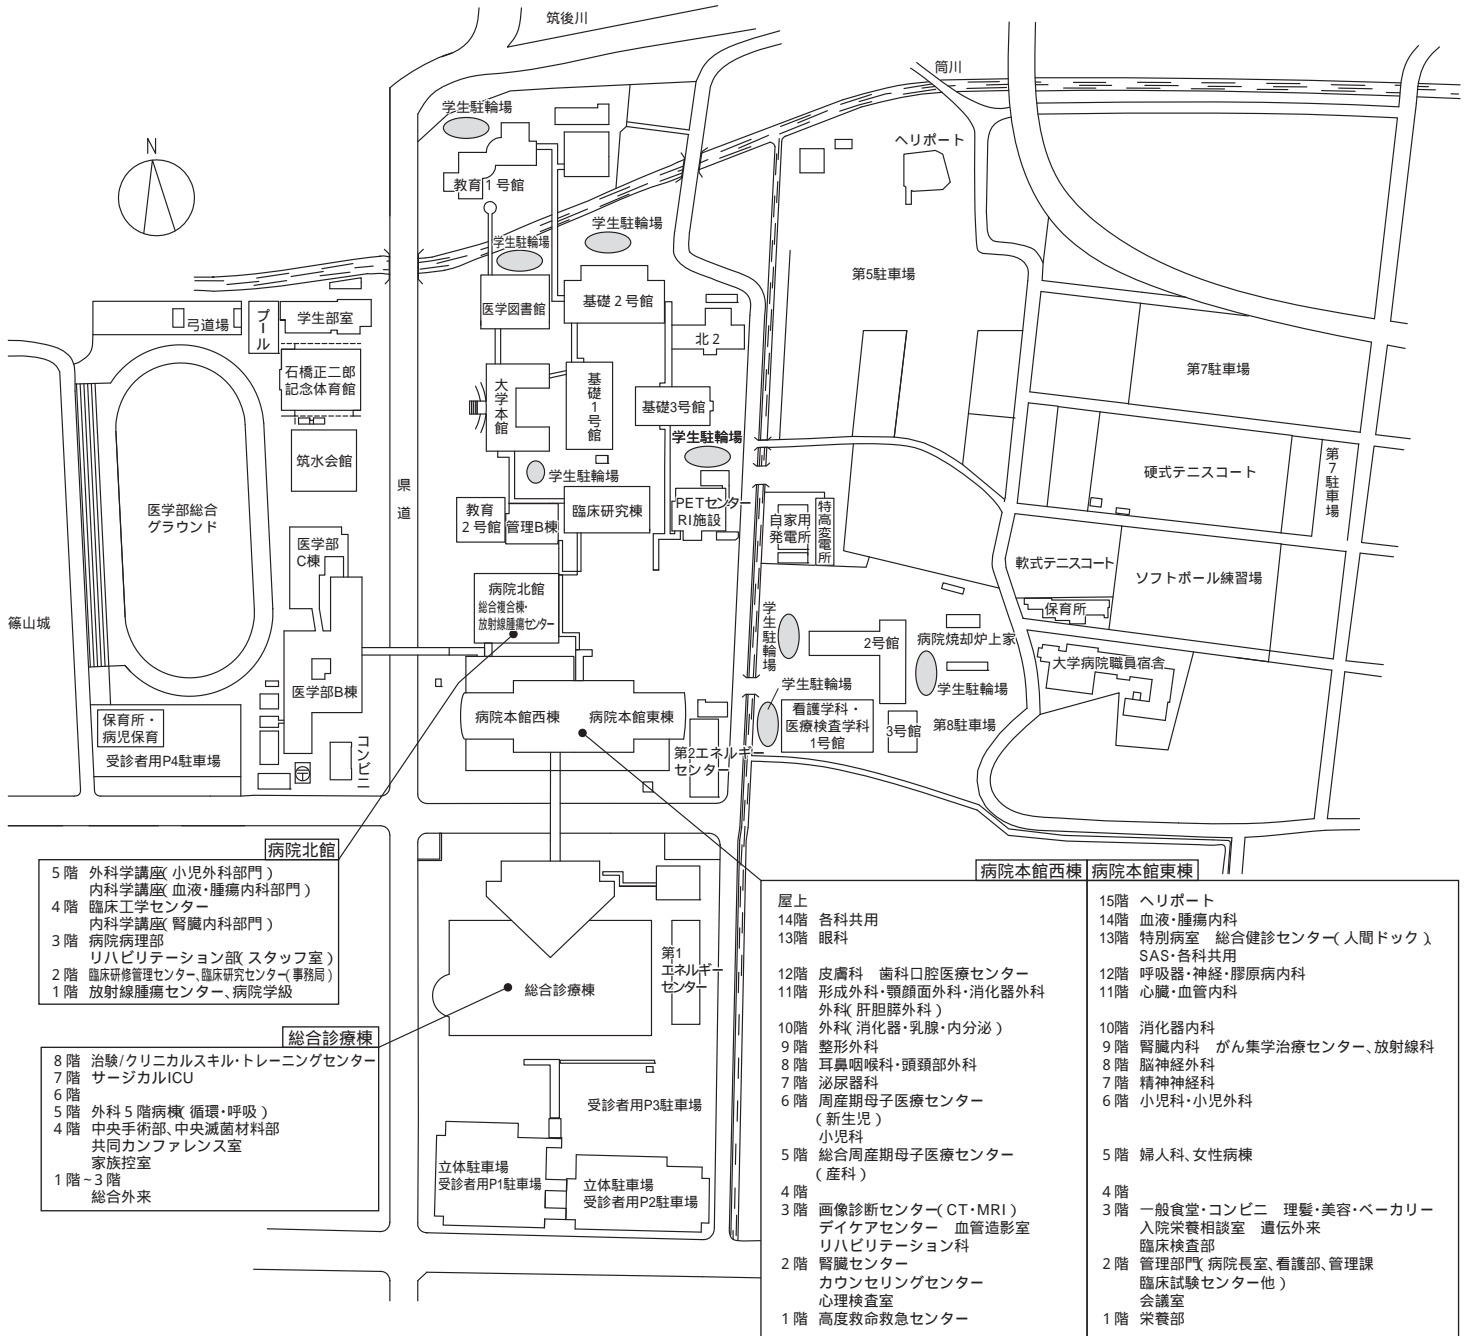 筑後川
筒川
N
学生駐輪場
教育1号館
ヘリポート
学生駐輪場
学生駐輪場
第5駐車場
医学図書館
基礎2号館
北2
弓道場
プール
学生部室
石橋正二郎
記念体育館
大学本館
基礎1号館
基礎3号館
学生駐輪場
第7駐車場
筑水会館
県道
学生駐輪場
硬式テニスコート
第7駐車場
医学部総合
グラウンド
教育
2号館
管理B棟
臨床研究棟
PETセンター
RI施設
自家用
発電所
特高変電所
医学部
C棟
軟式テニスコート
ソフトボール練習場
病院北館
総合複合棟・
放射線腫瘍センター
保育所
篠山城
学生駐輪場
2号館
病院焼却炉上家
大学病院職員宿舎
医学部B棟
学生駐輪場
学生駐輪場
病院本館西棟
病院本館東棟
看護学科・
医療検査学科
1号館
3号館
第8駐車場
保育所・
病児保育
受診者用P4駐車場
コンビニ
第2エネルギー
センター
病院北館
5階 外科学講座(小児外科部門)
内科学講座(血液・腫瘍内科部門)
4階 臨床工学センター
内科学講座(腎臓内科部門)
3階 病院病理部
リハビリテーション部(スタッフ室)
2階 臨床研修管理センター、臨床研究センター(事務局)
1階 放射線腫瘍センター、病院学級
第1
エネルギー
センター
総合診療棟
総合診療棟
8階 治験/クリニカルスキル・トレーニングセンター
7階 サージカルICU
6階
5階 外科5階病棟(循環・呼吸)
4階 中央手術部、中央滅菌材料部
共同カンファレンス室
家族控室
1階~3階
総合外来
受診者用P3駐車場
立体駐車場
受診者用P1駐車場
立体駐車場
受診者用P2駐車場
病院本館西棟
屋上
14階 各科共用
13階 眼科
12階 皮膚科 歯科口腔医療センター
11階 形成外科・顎顔面外科・消化器外科
外科(肝胆膵外科)
10階 外科(消化器・乳腺・内分泌)
9階 整形外科
8階 耳鼻咽喉科・頭頸部外科
7階 泌尿器科
6階 周産期母子医療センター
(新生児)
小児科
5階 総合周産期母子医療センター
(産科)
4階
3階 画像診断センター(CT・MRI)
デイケアセンター 血管造影室
リハビリテーション科
2階 腎臓センター
カウンセリングセンター
心理検査室
1階 高度救命救急センター
病院本館東棟
15階 ヘリポート
14階 血液・腫瘍内科
13階 特別病室 総合健診センター(人間ドック)、
SAS・各科共用
12階 呼吸器・神経・膠原病内科
11階 心臓・血管内科
10階 消化器内科
9階 腎臓内科 がん集学治療センター、放射線科
8階 脳神経外科
7階 精神神経科
6階 小児科・小児外科
5階 婦人科、女性病棟
4階
3階 一般食堂・コンビニ 理髪・美容・ベーカリー
入院栄養相談室 遺伝外来
臨床検査部
2階 管理部門(病院長室、看護部、管理課
臨床試験センター他)
会議室
1階 栄養部